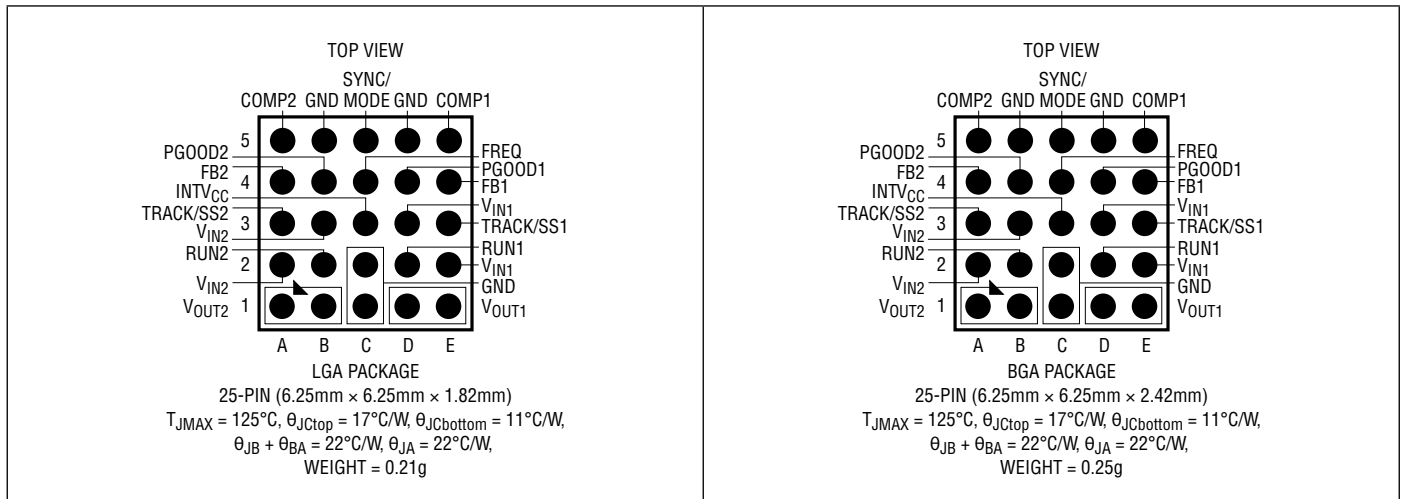 TOP VIEW
SYNC/
COMP2 GND MODE GND COMP1
5
PGOOD2
FREQ
PGOOD1
FB2
4
FB1
INTVCC
VIN1
TRACK/SS2
3
TRACK/SS1
VIN2
RUN2
RUN1
2
VIN1
VIN2
GND
VOUT2 1
VOUT1
A B C D E
LGA PACKAGE
25-PIN (6.25mm × 6.25mm × 1.82mm)
TJMAX = 125°C, θJCtop = 17°C/W, θJCbottom = 11°C/W,
θJB + θBA = 22°C/W, θJA = 22°C/W,
WEIGHT = 0.21g
TOP VIEW
SYNC/
COMP2 GND MODE GND COMP1
5
PGOOD2
FREQ
PGOOD1
FB2
4
FB1
INTVCC
VIN1
TRACK/SS2
3
TRACK/SS1
VIN2
RUN2
RUN1
2
VIN1
VIN2
GND
VOUT2 1
VOUT1
A B C D E
BGA PACKAGE
25-PIN (6.25mm × 6.25mm × 2.42mm)
TJMAX = 125°C, θJCtop = 17°C/W, θJCbottom = 11°C/W,
θJB + θBA = 22°C/W, θJA = 22°C/W,
WEIGHT = 0.25g